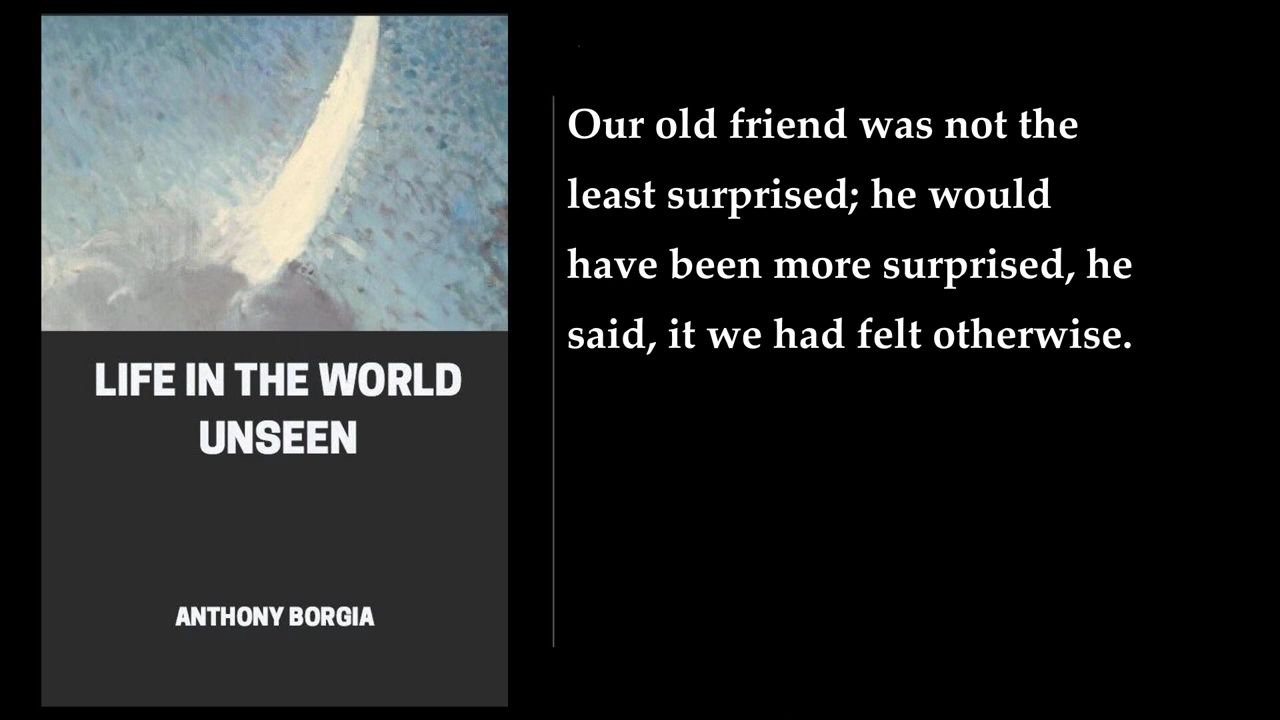 LIFE IN THE WORLD
UNSEEN
ANTHONY BORGIA
Our old friend was not the
least surprised; he would
have been more surprised, he
said, it we had felt otherwise.